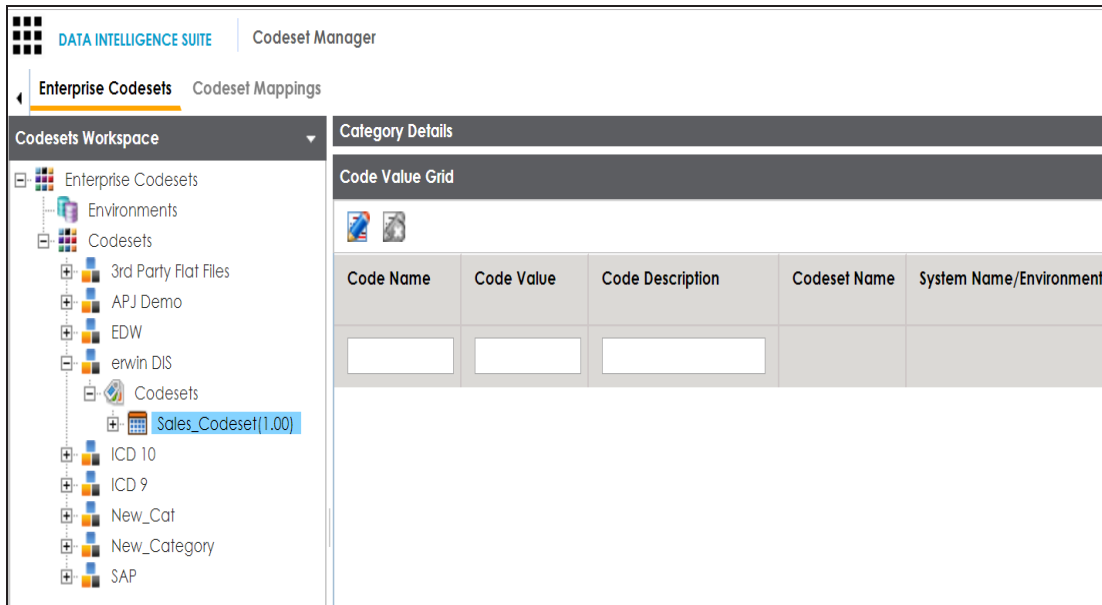 DATA INTELLIGENCE SUITE Codeset Manager
Enterprise Codesets Codeset Mappings
Codesets Workspace
Enterprise Codesets
Environments
Codesets
3rd Party Flat Files
APJ Demo
EDW
erwin DIS
Codesets
Sales_Codeset(1.00)
ICD 10
ICD 9
New_Cat
New_Category
SAP
Category Details
Code Value Grid
Code Name Code Value Code Description Codeset Name System Name/Environment